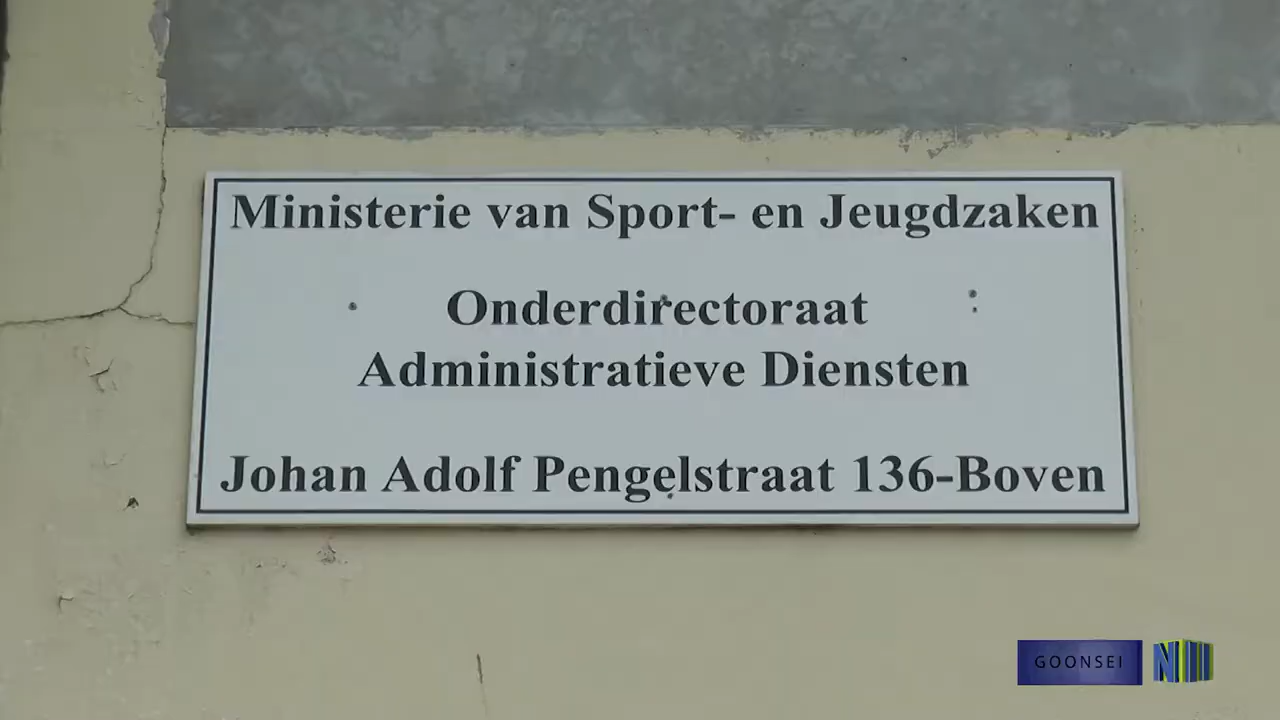 Ministerie van Sport- en Jeugdzaken
Onderdirectoraat
Administratieve Diensten
Johan Adolf Pengelstraat 136-Boven
GOONSEI
N